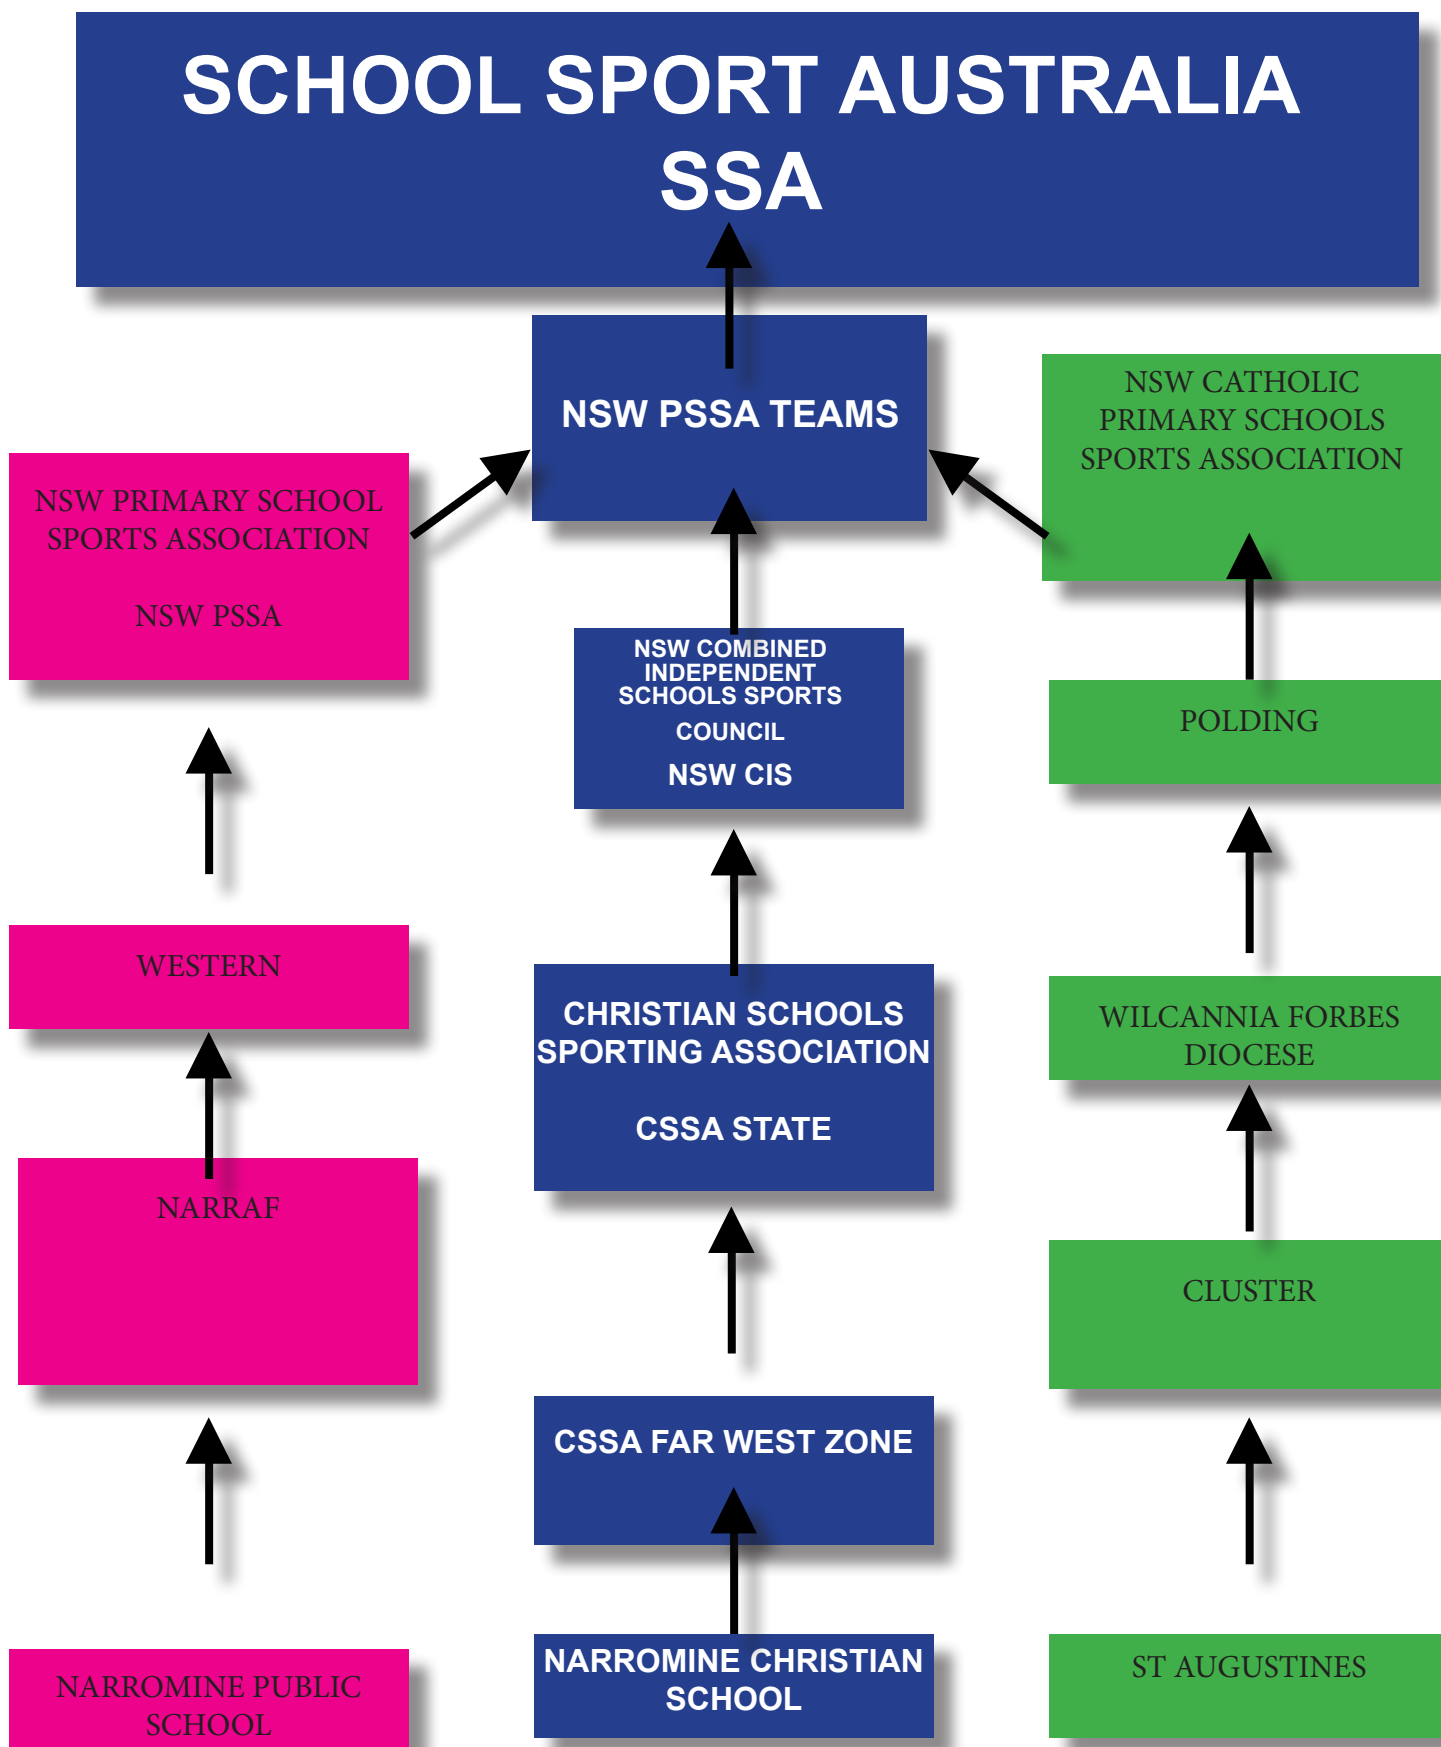 SCHOOL SPORT AUSTRALIA
SSA
NSW PSSA TEAMS
NSW CATHOLIC
PRIMARY SCHOOLS
SPORTS ASSOCIATION
NSW PRIMARY SCHOOL
SPORTS ASSOCIATION
NSW PSSA
NSW COMBINED
INDEPENDENT
SCHOOLS SPORTS
COUNCIL
NSW CIS
POLDING
WESTERN
CHRISTIAN SCHOOLS
SPORTING ASSOCIATION
CSSA STATE
WILCANNIA FORBES
DIOCESE
NARRAF
CLUSTER
CSSA FAR WEST ZONE
NARROMINE PUBLIC
SCHOOL
NARROMINE CHRISTIAN
SCHOOL
ST AUGUSTINES